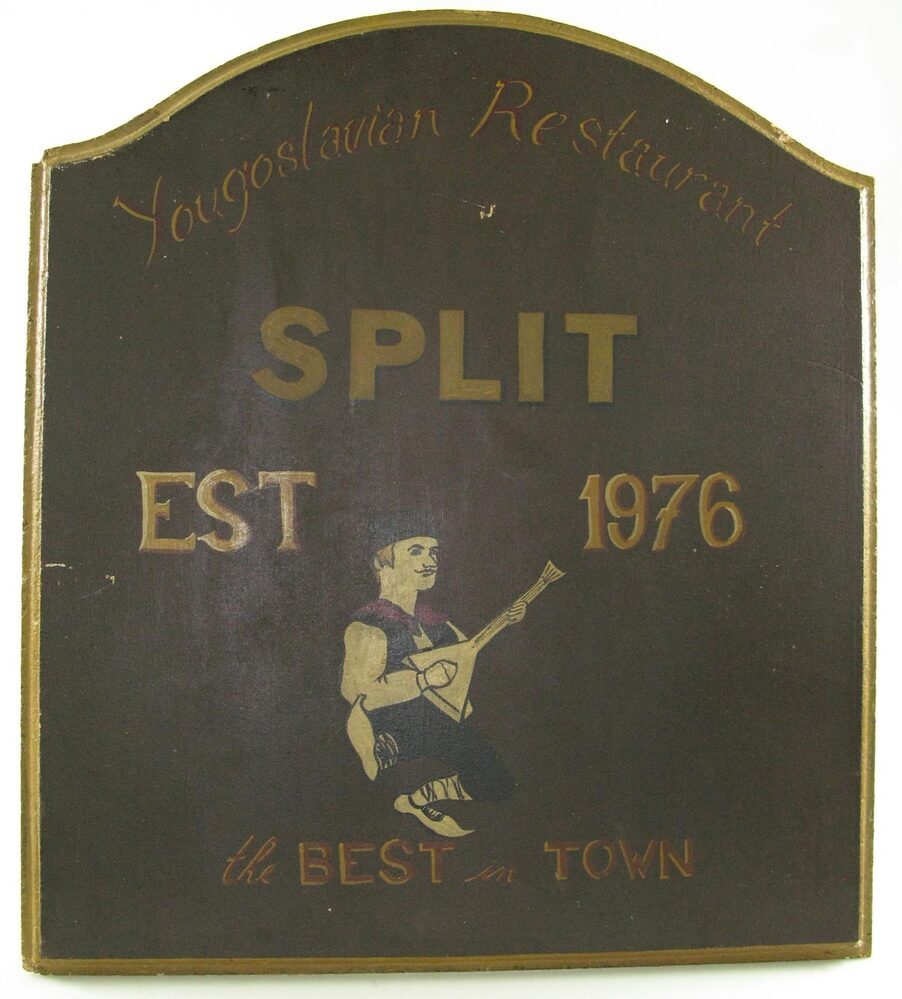 Yougoslavian Restaurant
SPLIT
EST 1976
the BEST in TOWN